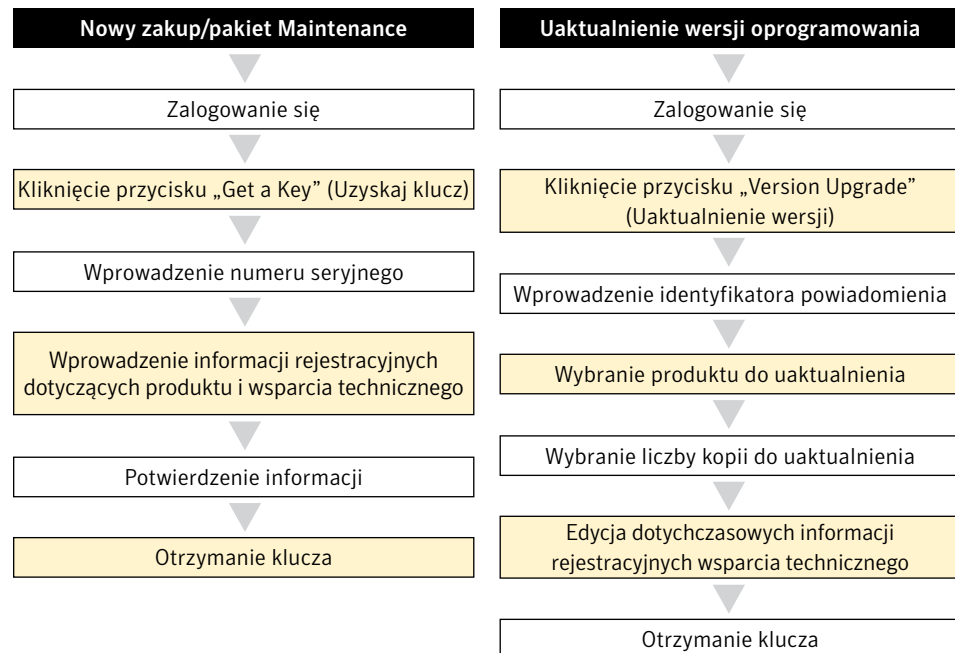 Nowy zakup/pakiet Maintenance
Zalogowanie się
Kliknięcie przycisku „Get a Key” (Uzyskaj klucz)
Wprowadzenie numeru seryjnego
Wprowadzenie informacji rejestracyjnych
dotyczących produktu i wsparcia technicznego
Potwierdzenie informacji
Otrzymanie klucza
Uaktualnienie wersji oprogramowania
Zalogowanie się
Kliknięcie przycisku „Version Upgrade”
(Uaktualnienie wersji)
Wprowadzenie identyfikatora powiadomienia
Wybranie produktu do uaktualnienia
Wybranie liczby kopii do uaktualnienia
Edycja dotychczasowych informacji
rejestracyjnych wsparcia technicznego
Otrzymanie klucza